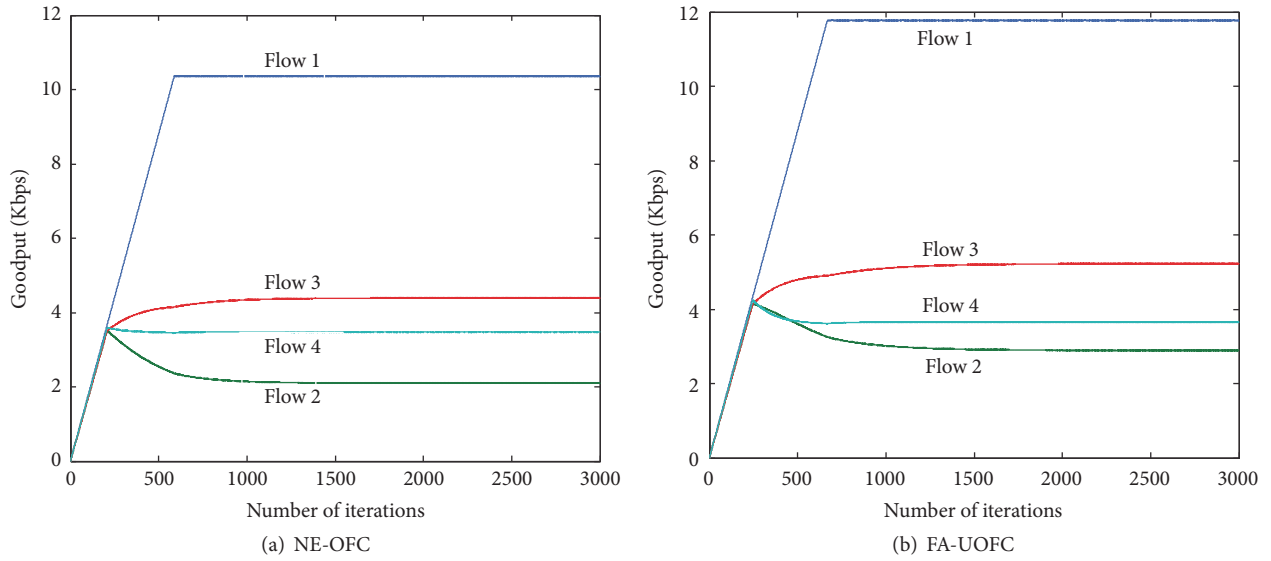 12
10
8
6
4
2
0
Goodput (Kbps)
Flow 1
Flow 3
Flow 4
Flow 2
0 500 1000 1500 2000 2500 3000
Number of iterations
(a) NE-OFC
12
10
8
6
4
2
0
Goodput (Kbps)
Flow 1
Flow 3
Flow 4
Flow 2
0 500 1000 1500 2000 2500 3000
Number of iterations
(b) FA-UOFC